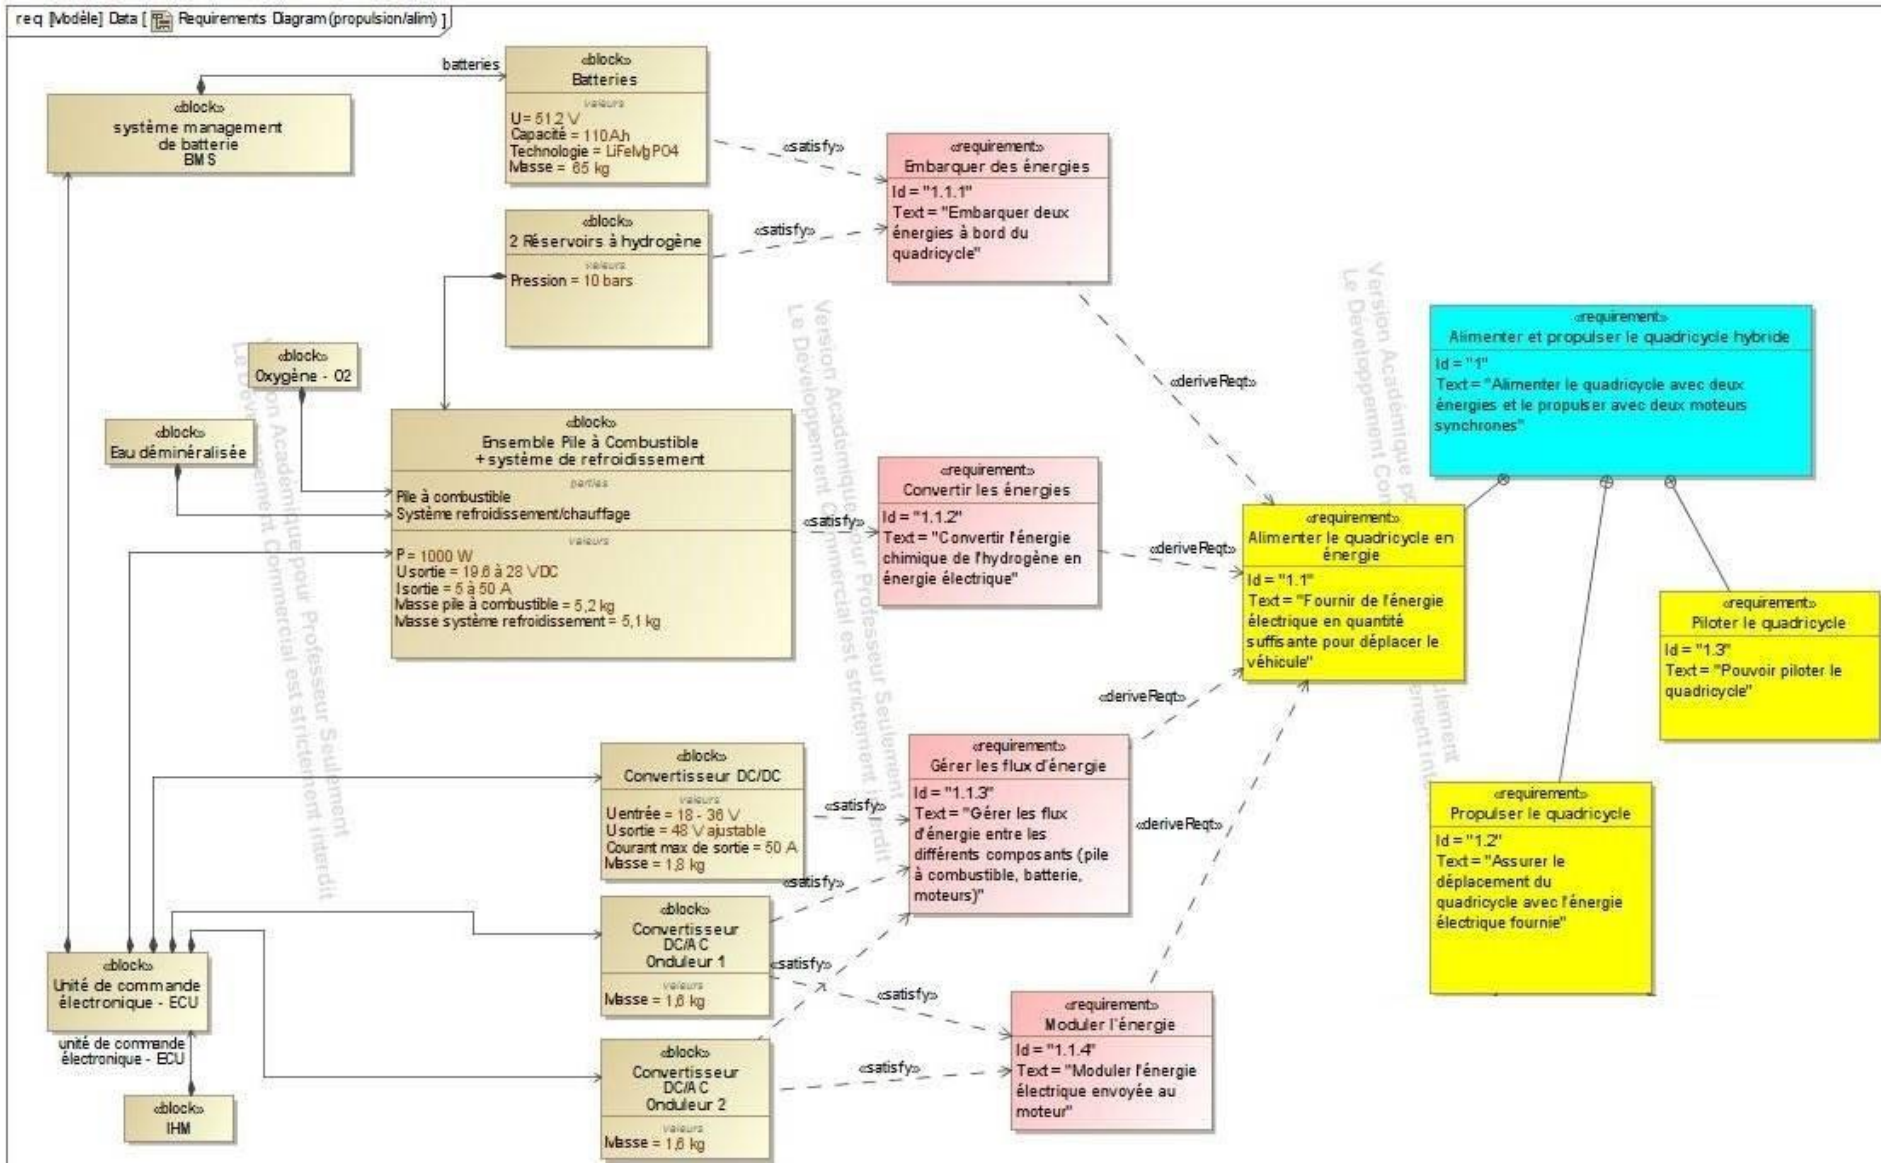 req [Modèle] Data [ Requirements Diagram (propulsion/alim) ]
batteries
«block»
Batteries
valeurs
U = 51,2 V
Capacité = 110 A.h
Technologie = LiFeMgPO4
Masse = 65 kg
«block»
système management
de batterie
BMS
«satisfy»
«requirement»
Embarquer des énergies
Id = "1.1.1"
Text = "Embarquer deux
énergies à bord du
quadricycle"
«block»
2 Réservoirs à hydrogène
valeurs
Pression = 10 bars
«satisfy»
«deriveReqt»
«requirement»
Alimenter et propulser le quadricycle hybride
Id = "1"
Text = "Alimenter le quadricycle avec deux
énergies et le propulser avec deux moteurs
synchrones"
«block»
Oxygène - O2
«block»
Eau déminéralisée
«block»
Ensemble Pile à Combustible
+ système de refroidissement
parties
Pile à combustible
Système refroidissement/chauffage
valeurs
P = 1000 W
U sortie = 19.6 à 28 VDC
I sortie = 5 à 50 A
Masse pile à combustible = 5,2 kg
Masse système refroidissement = 5,1 kg
«satisfy»
«requirement»
Convertir les énergies
Id = "1.1.2"
Text = "Convertir l'énergie
chimique de l'hydrogène en
énergie électrique"
«deriveReqt»
«requirement»
Alimenter le quadricycle en
énergie
Id = "1.1"
Text = "Fournir de l'énergie
électrique en quantité
suffisante pour déplacer le
véhicule"
«requirement»
Piloter le quadricycle
Id = "1.3"
Text = "Pouvoir piloter le
quadricycle"
«deriveReqt»
«block»
Convertisseur DC/DC
valeurs
U entrée = 18 - 36 V
U sortie = 48 V ajustable
Courant max de sortie = 50 A
Masse = 1,8 kg
«satisfy»
«requirement»
Gérer les flux d'énergie
Id = "1.1.3"
Text = "Gérer les flux
d'énergie entre les
différents composants (pile
à combustible, batterie,
moteurs)"
«deriveReqt»
«requirement»
Propulser le quadricycle
Id = "1.2"
Text = "Assurer le
déplacement du
quadricycle avec l'énergie
électrique fournie"
«satisfy»
«block»
Convertisseur
DC/AC
Onduleur 1
valeurs
Masse = 1,6 kg
«satisfy»
«satisfy»
«block»
Unité de commande
électronique - ECU
unité de commande
électronique - ECU
«block»
IHM
«block»
Convertisseur
DC/AC
Onduleur 2
valeurs
Masse = 1,6 kg
«satisfy»
«requirement»
Moduler l'énergie
Id = "1.1.4"
Text = "Moduler l'énergie
électrique envoyée au
moteur"
Version Académique pour Professeur Seulement
Le Développement Commercial est strictement interdit